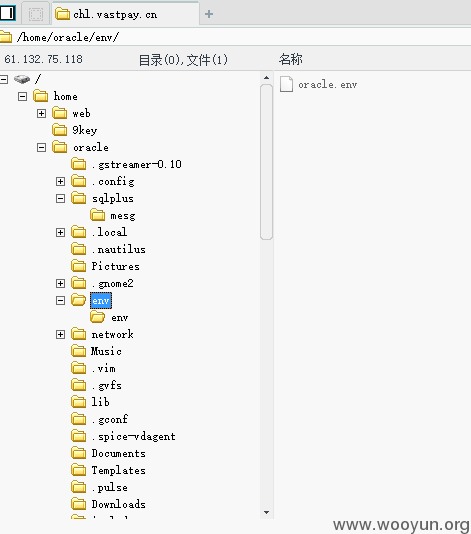 chl.vastpay.cn
/home/oracle/env/
61.132.75.118
目录(0),文件(1)
名称
/
oracle.env
home
web
9key
oracle
.gstreamer-0.10
.config
sqlplus
mesg
.local
.nautilus
Pictures
.gnome2
env
env
network
Music
.vim
.gvfs
lib
.gconf
.spice-vdagent
Documents
Templates
.pulse
Downloads
www.wooyun.org